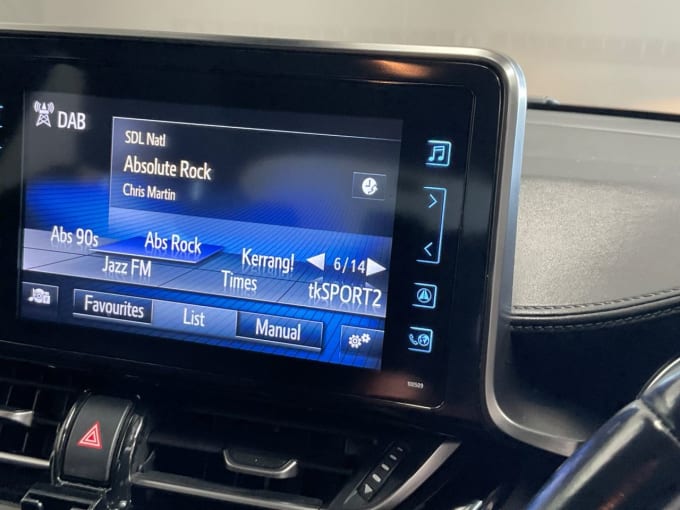 DAB
SDL Natl
Absolute Rock
Chris Martin
Abs 90s Abs Rock Kerrang! 6/14
Jazz FM Times tkSPORT2
Favourites List Manual